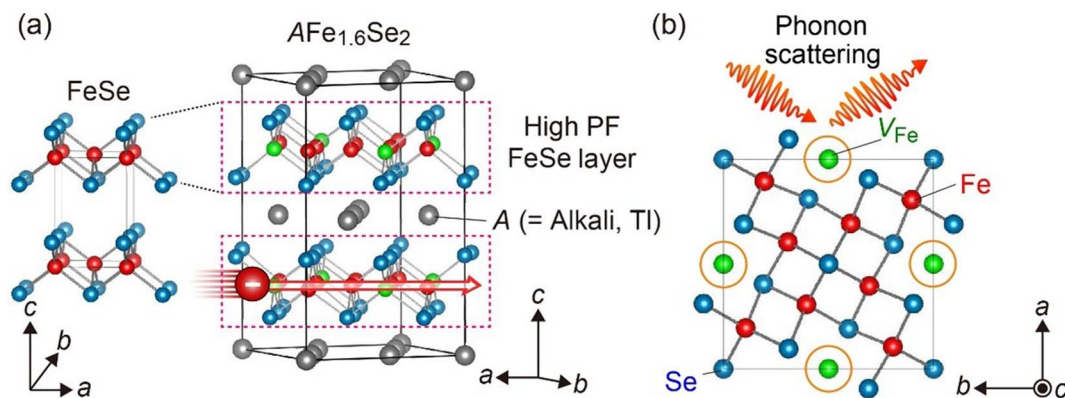 (a)
AFe1.6Se2
FeSe
High PF
FeSe layer
A (= Alkali, Tl)
−
c
b
a
c
a
b
(b)
Phonon
scattering
VFe
Fe
Se
a
b
c